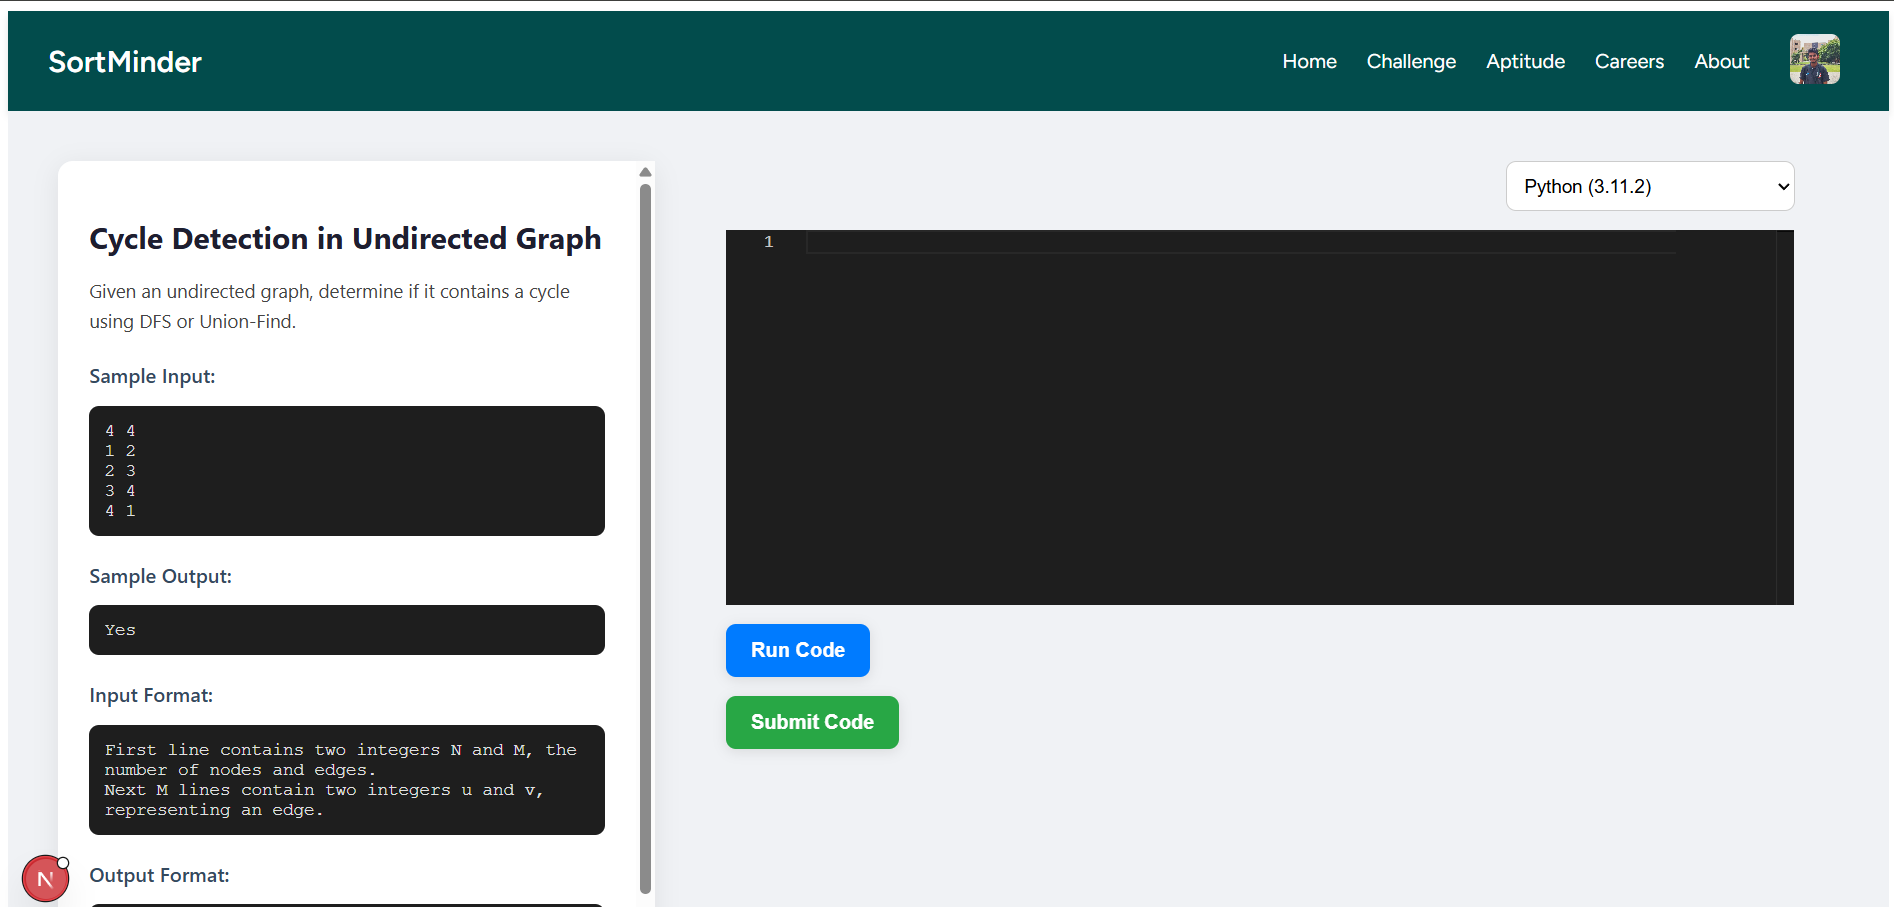 SortMinder
Home Challenge Aptitude Careers About
Python (3.11.2)
Cycle Detection in Undirected Graph
Given an undirected graph, determine if it contains a cycle
using DFS or Union-Find.
Sample Input:
4 4
1 2
2 3
3 4
4 1
Sample Output:
Yes
Input Format:
First line contains two integers N and M, the
number of nodes and edges.
Next M lines contain two integers u and v,
representing an edge.
Output Format:
1
Run Code
Submit Code
N